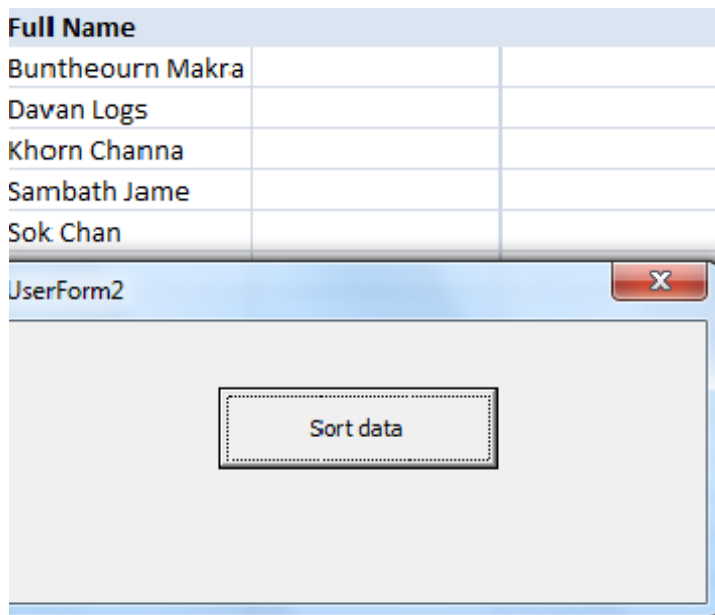 Full Name
Buntheourn Makra
Davan Logs
Khorn Channa
Sambath Jame
Sok Chan
UserForm2
Sort data